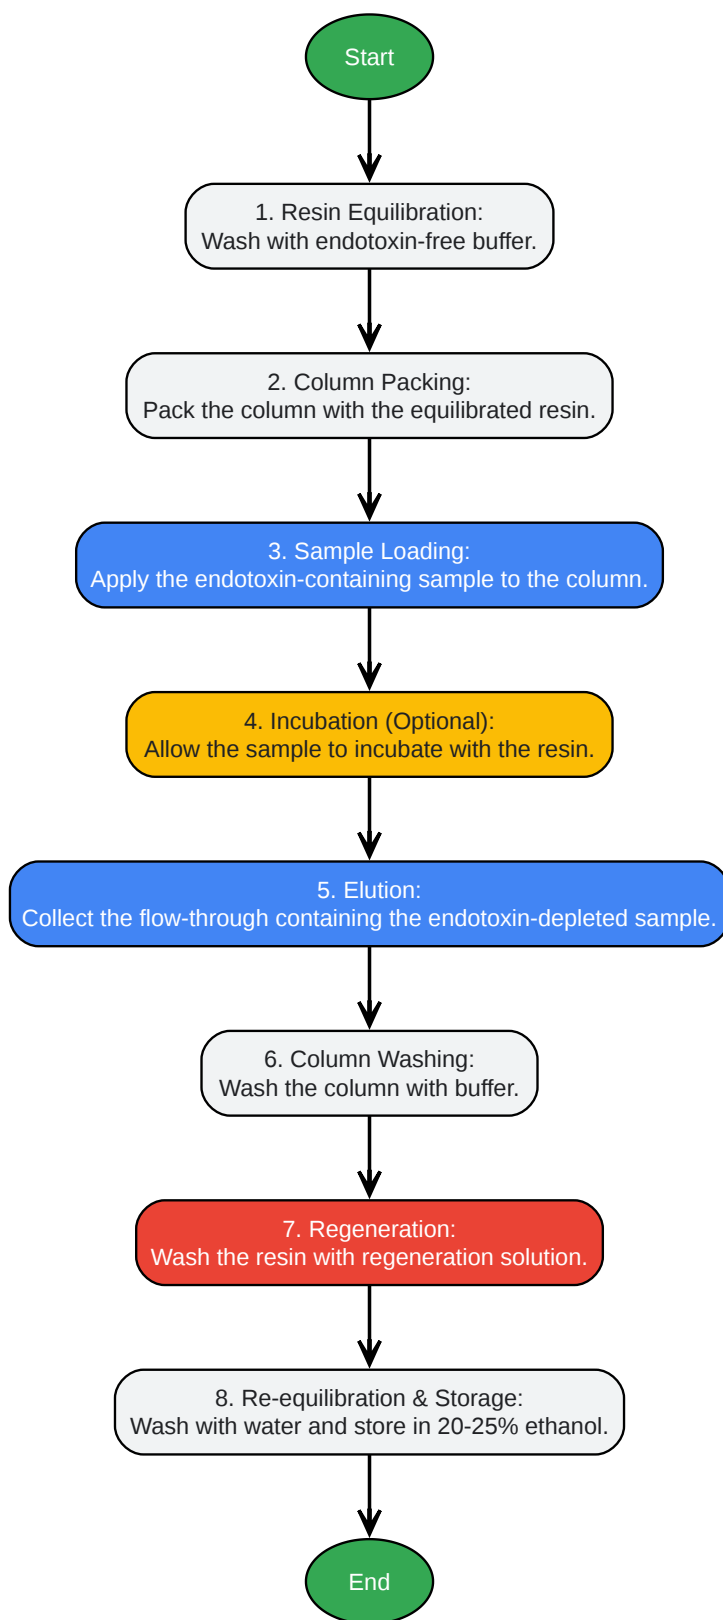 Start
1. Resin Equilibration:
Wash with endotoxin-free buffer.
2. Column Packing:
Pack the column with the equilibrated resin.
3. Sample Loading:
Apply the endotoxin-containing sample to the column.
4. Incubation (Optional):
Allow the sample to incubate with the resin.
5. Elution:
Collect the flow-through containing the endotoxin-depleted sample.
6. Column Washing:
Wash the column with buffer.
7. Regeneration:
Wash the resin with regeneration solution.
8. Re-equilibration & Storage:
Wash with water and store in 20-25% ethanol.
End